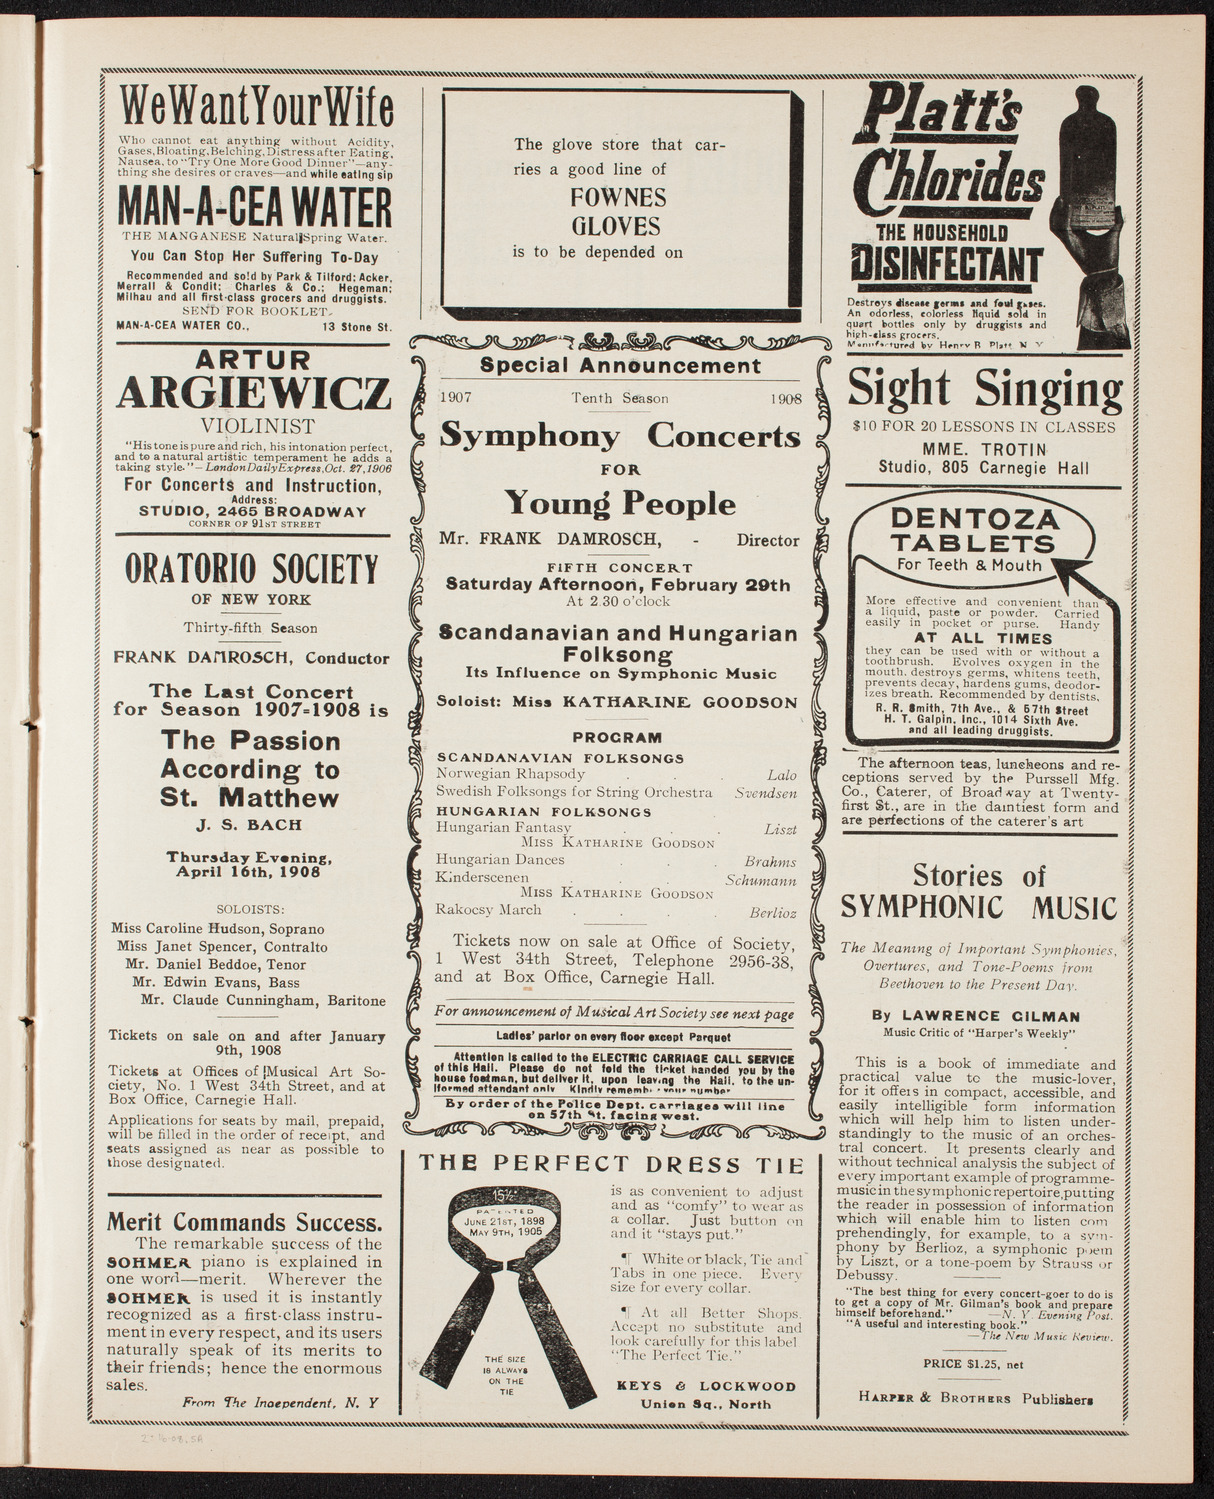 We Want Your Wife
Who cannot eat anything without Acidity,
Gases, Bloating, Belching, Distress after Eating,
Nausea, to "Try One More Good Dinner"—any-
thing she desires or craves—and while eating sip
MAN-A-CEA WATER
THE MANGANESE Natural Spring Water.
You Can Stop Her Suffering To-Day
Recommended and sold by Park & Tilford; Acker,
Merrall & Condit; Charles & Co.; Hegeman;
Milhau and all first-class grocers and druggists.
SEND FOR BOOKLET.
MAN-A-CEA WATER CO., 13 Stone St.
ARTUR
ARGIEWICZ
VIOLINIST
"His tone is pure and rich, his intonation perfect,
and to a natural artistic temperament he adds a
taking style."—London Daily Express, Oct. 27, 1906
For Concerts and Instruction,
Address:
STUDIO, 2465 BROADWAY
CORNER OF 91ST STREET
ORATORIO SOCIETY
OF NEW YORK
Thirty-fifth Season
FRANK DAMROSCH, Conductor
The Last Concert
for Season 1907=1908 is
The Passion
According to
St. Matthew
J. S. BACH
Thursday Evening,
April 16th, 1908
SOLOISTS:
Miss Caroline Hudson, Soprano
Miss Janet Spencer, Contralto
Mr. Daniel Beddoe, Tenor
Mr. Edwin Evans, Bass
Mr. Claude Cunningham, Baritone
Tickets on sale on and after January
9th, 1908
Tickets at Offices of Musical Art So-
ciety, No. 1 West 34th Street, and at
Box Office, Carnegie Hall.
Applications for seats by mail, prepaid,
will be filled in the order of receipt, and
seats assigned as near as possible to
those designated.
Merit Commands Success.
The remarkable success of the
SOHMER piano is explained in
one word—merit. Wherever the
SOHMER is used it is instantly
recognized as a first-class instru-
ment in every respect, and its users
naturally speak of its merits to
their friends; hence the enormous
sales.
From The Independent, N. Y
The glove store that car-
ries a good line of
FOWNES
GLOVES
is to be depended on
Special Announcement
1907 Tenth Season 1908
Symphony Concerts
FOR
Young People
Mr. FRANK DAMROSCH, - Director
FIFTH CONCERT
Saturday Afternoon, February 29th
At 2.30 o'clock
Scandanavian and Hungarian
Folksong
Its Influence on Symphonic Music
Soloist: Miss KATHARINE GOODSON
PROGRAM
SCANDANAVIAN FOLKSONGS
Norwegian Rhapsody . . . Lalo
Swedish Folksongs for String Orchestra Svendsen
HUNGARIAN FOLKSONGS
Hungarian Fantasy . . . Liszt
Miss KATHARINE GOODSON
Hungarian Dances . . . Brahms
Kinderscenen . . . Schumann
Miss KATHARINE GOODSON
Rakocsy March . . . . Berlioz
Tickets now on sale at Office of Society,
1 West 34th Street, Telephone 2956-38,
and at Box Office, Carnegie Hall.
For announcement of Musical Art Society see next page
Ladies' parlor on every floor except Parquet
Attention is called to the ELECTRIC CARRIAGE CALL SERVICE
of this Hall. Please do not fold the ticket handed you by the
house footman, but deliver it, upon leaving the Hall, to the un-
iformed attendant only Kindly remember your number
By order of the Police Dept. carriages will line
on 57th St. facing west.
THE PERFECT DRESS TIE
15½
PATENTED
JUNE 21ST, 1898
MAY 9TH, 1905
THE SIZE
IS ALWAYS
ON THE
TIE
is as convenient to adjust
and as "comfy" to wear as
a collar. Just button on
and it "stays put."
¶ White or black, Tie and
Tabs in one piece. Every
size for every collar.
¶ At all Better Shops.
Accept no substitute and
look carefully for this label
"The Perfect Tie."
KEYS & LOCKWOOD
Union Sq., North
Platt's
Chlorides
THE HOUSEHOLD
DISINFECTANT
Destroys disease germs and foul gases.
An odorless, colorless liquid sold in
quart bottles only by druggists and
high-class grocers.
Manufactured by Henry B. Platt, N. Y.
Sight Singing
$10 FOR 20 LESSONS IN CLASSES
MME. TROTIN
Studio, 805 Carnegie Hall
DENTOZA
TABLETS
For Teeth & Mouth
More effective and convenient than
a liquid, paste or powder. Carried
easily in pocket or purse. Handy
AT ALL TIMES
they can be used with or without a
toothbrush. Evolves oxygen in the
mouth, destroys germs, whitens teeth,
prevents decay, hardens gums, deodor-
izes breath. Recommended by dentists,
R. R. Smith, 7th Ave., & 57th Street
H. T. Galpin, Inc., 1014 Sixth Ave.
and all leading druggists.
The afternoon teas, luncheons and re-
ceptions served by the Purssell Mfg.
Co., Caterer, of Broadway at Twenty-
first St., are in the daintiest form and
are perfections of the caterer's art
Stories of
SYMPHONIC MUSIC
The Meaning of Important Symphonies,
Overtures, and Tone-Poems from
Beethoven to the Present Day.
By LAWRENCE GILMAN
Music Critic of "Harper's Weekly"
This is a book of immediate and
practical value to the music-lover,
for it offers in compact, accessible, and
easily intelligible form information
which will help him to listen under-
standingly to the music of an orches-
tral concert. It presents clearly and
without technical analysis the subject of
every important example of programme-
music in the symphonic repertoire, putting
the reader in possession of information
which will enable him to listen com
prehendingly, for example, to a sym-
phony by Berlioz, a symphonic poem
by Liszt, or a tone-poem by Strauss or
Debussy.
"The best thing for every concert-goer to do is
to get a copy of Mr. Gilman's book and prepare
himself beforehand." —N. Y. Evening Post.
"A useful and interesting book."
—The New Music Review.
PRICE $1.25, net
HARPER & BROTHERS Publishers